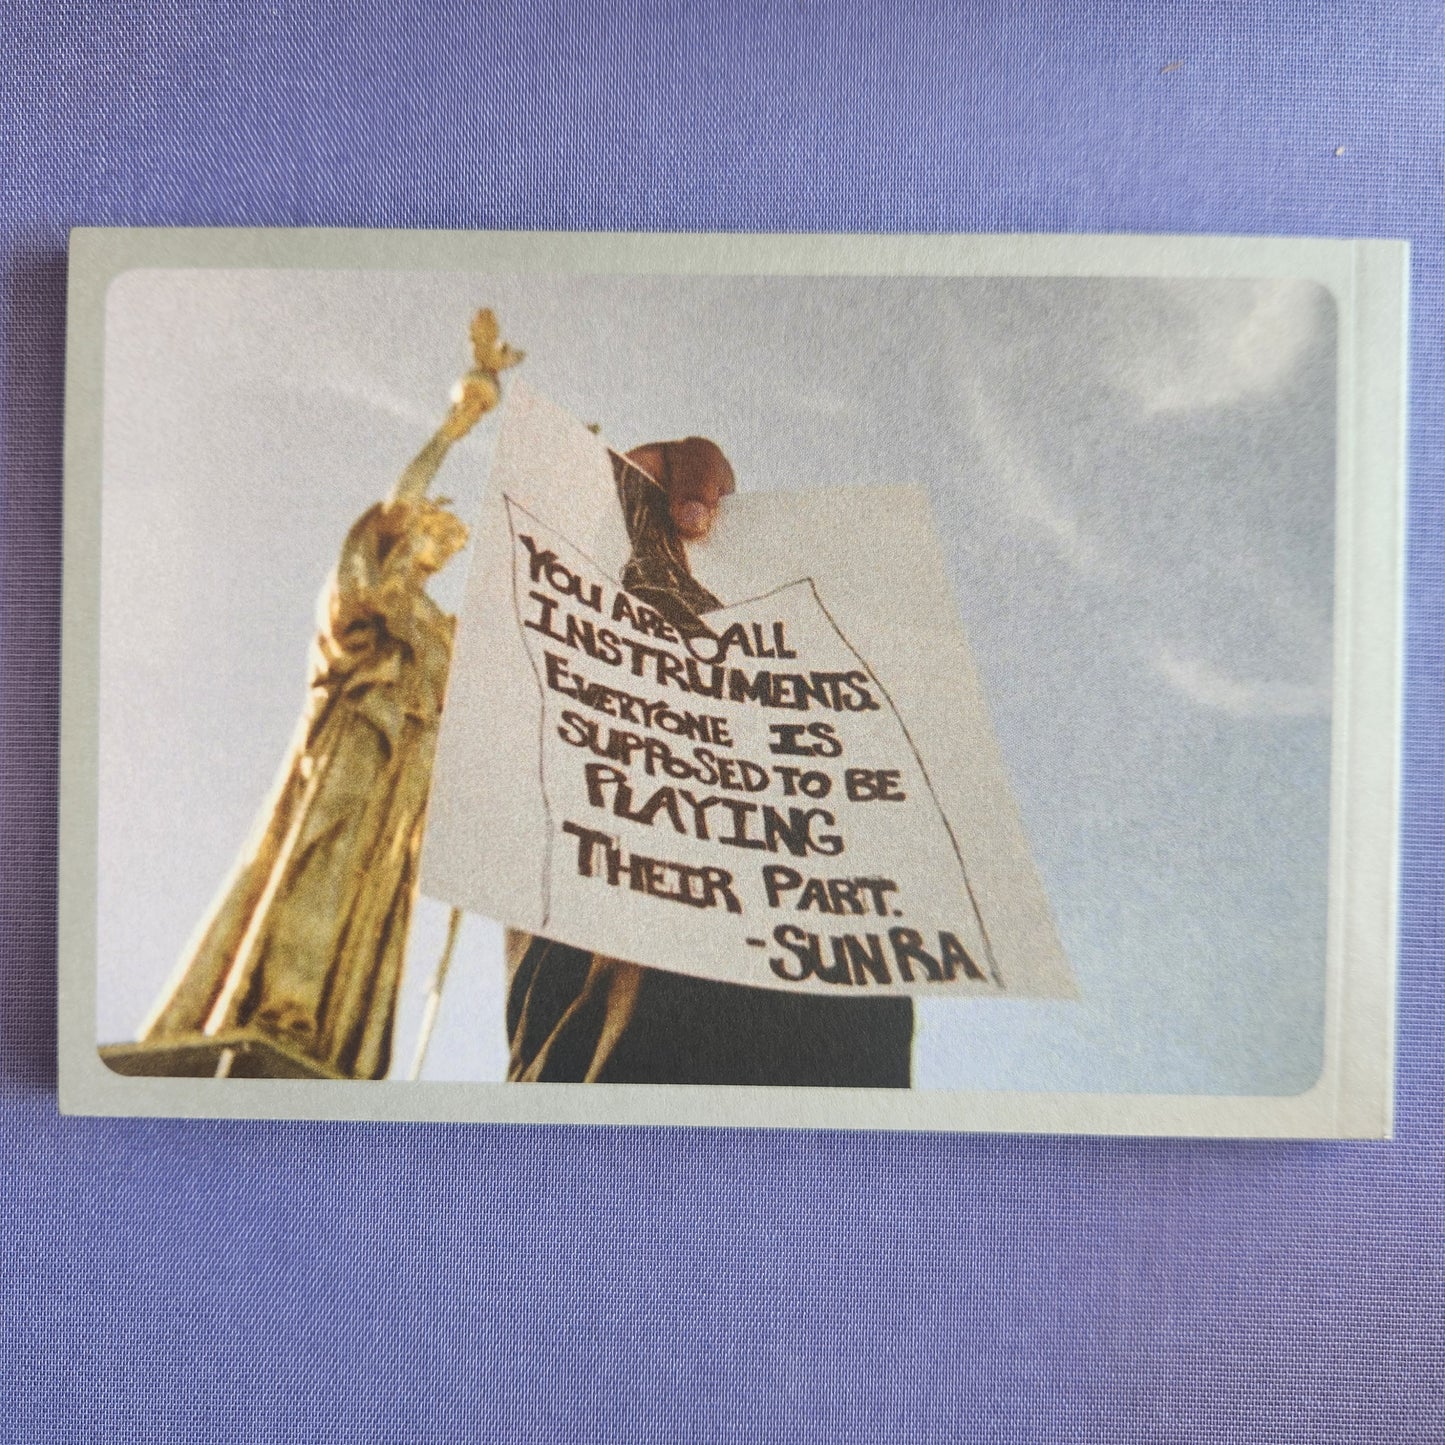 YOU ARE ALL
INSTRUMENTS.
EVERYONE IS
SUPPOSED TO BE
PLAYING
THEIR PART.
-SUN RA